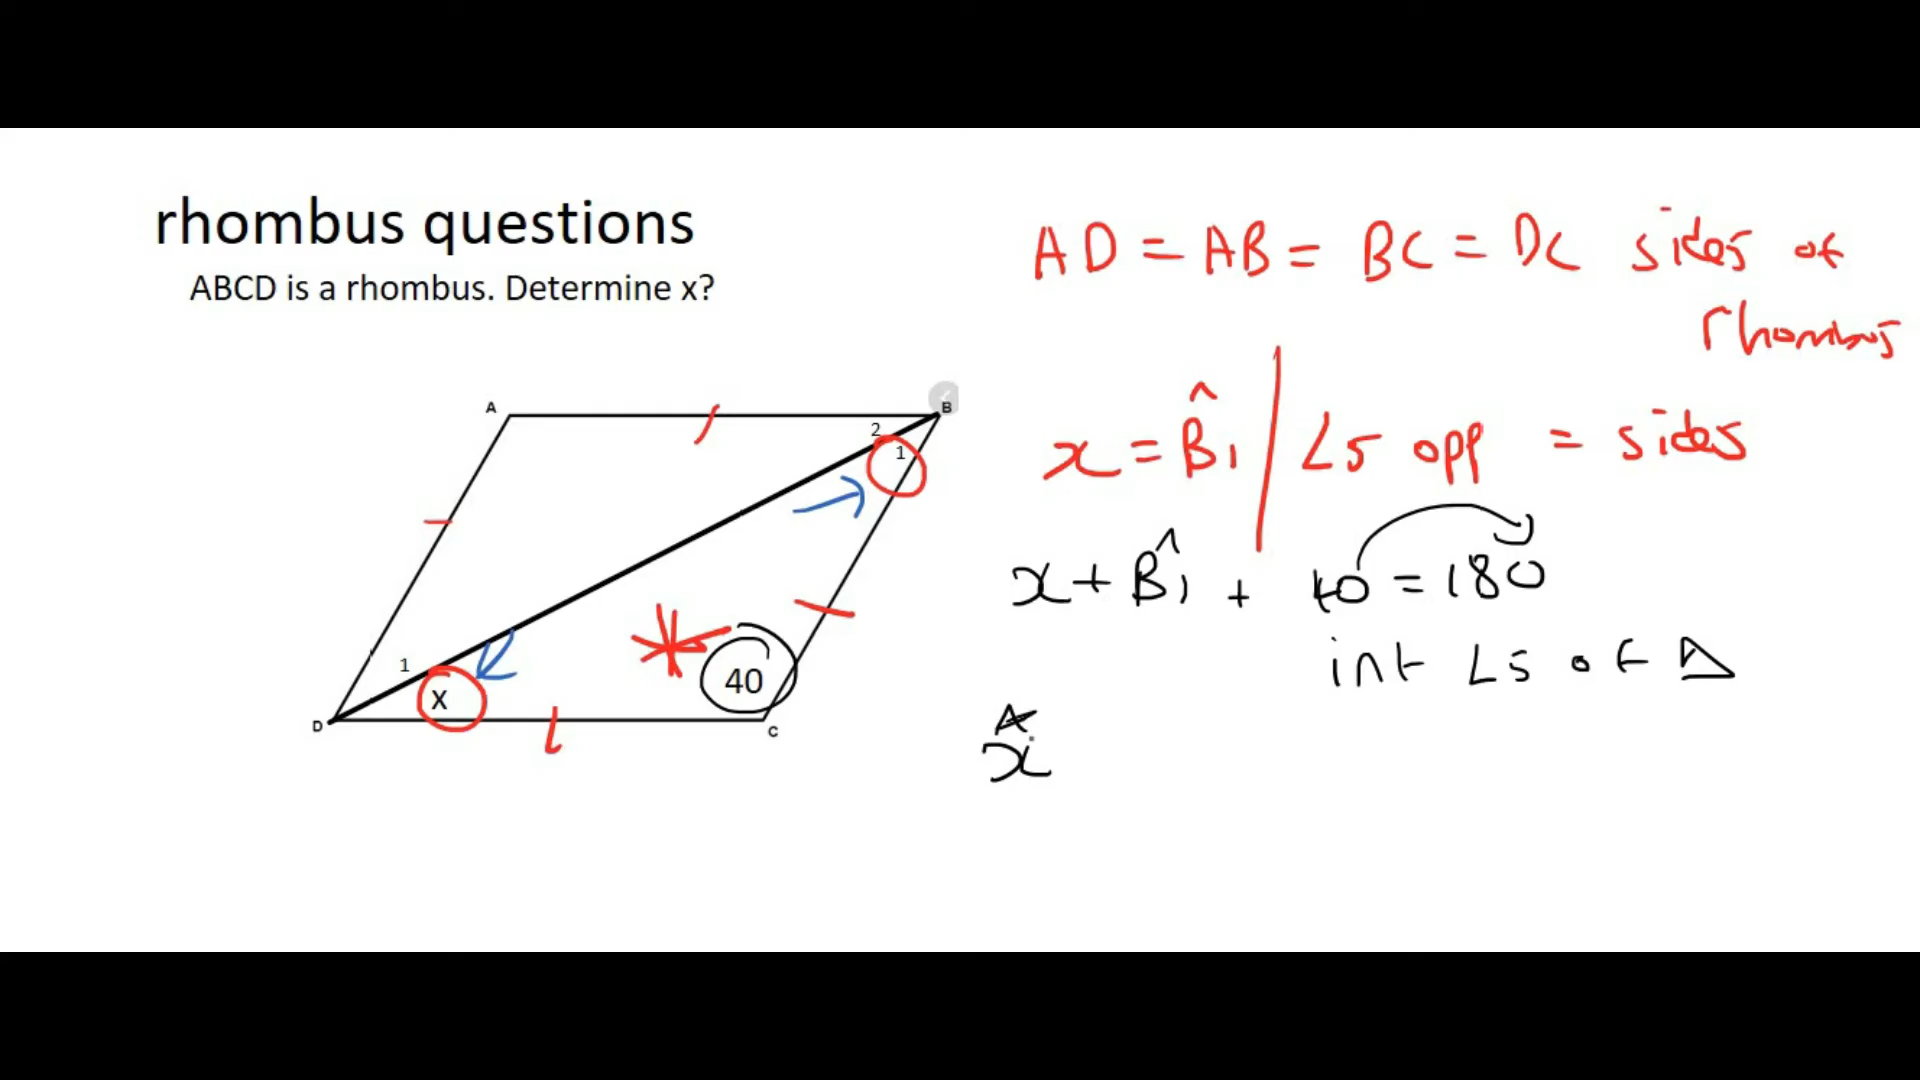 rhombus questions
ABCD is a rhombus. Determine x?
A
B
2
1
1
X
40
D
C
AD = AB = BC = DC sides of
rhombus
x = B̂1 | ∠s opp = sides
x + B̂1 + 40 = 180
int ∠s of Δ
x